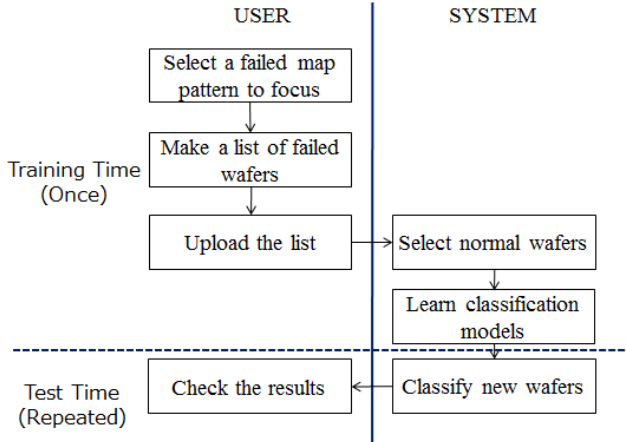 USER
SYSTEM
Select a failed map
pattern to focus
Make a list of failed
wafers
Training Time
(Once)
Upload the list
Select normal wafers
Learn classification
models
Test Time
(Repeated)
Check the results
Classify new wafers